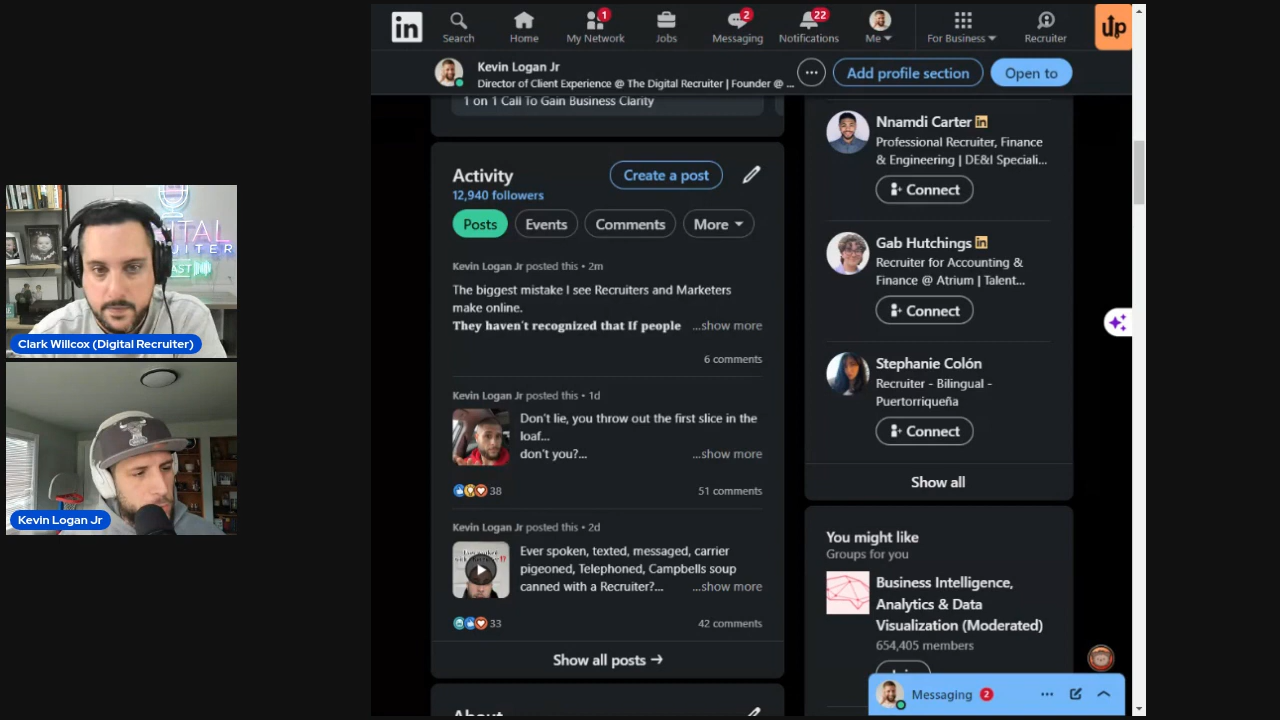 in
Search
Home
1
My Network
Jobs
2
Messaging
22
Notifications
Me
For Business
Recruiter
up
Kevin Logan Jr
Director of Client Experience @ The Digital Recruiter | Founder @ ...
Add profile section
Open to
1 on 1 Call To Gain Business Clarity
Activity
12,940 followers
Create a post
Posts
Events
Comments
More
Kevin Logan Jr posted this • 2m
The biggest mistake I see Recruiters and Marketers
make online.
They haven't recognized that If people ...show more
6 comments
Kevin Logan Jr posted this • 1d
Don't lie, you throw out the first slice in the
loaf...
don't you?... ...show more
38
51 comments
Kevin Logan Jr posted this • 2d
Ever spoken, texted, messaged, carrier
pigeoned, Telephoned, Campbells soup
canned with a Recruiter?... ...show more
33
42 comments
Show all posts →
About
Nnamdi Carter in
Professional Recruiter, Finance
& Engineering | DE&I Speciali...
Connect
Gab Hutchings in
Recruiter for Accounting &
Finance @ Atrium | Talent...
Connect
Stephanie Colón
Recruiter - Bilingual -
Puertorriqueña
Connect
Show all
You might like
Groups for you
Business Intelligence,
Analytics & Data
Visualization (Moderated)
654,405 members
Messaging 2
Clark Willcox (Digital Recruiter)
Kevin Logan Jr